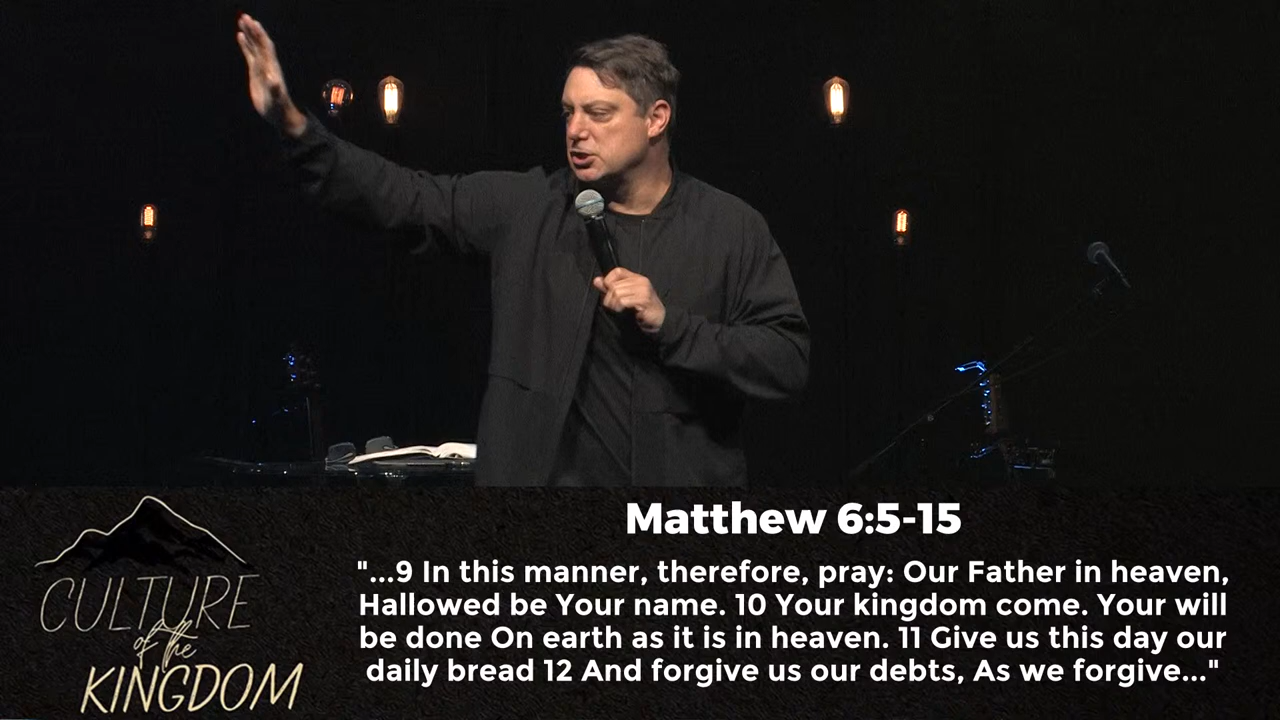 Matthew 6:5-15
"...9 In this manner, therefore, pray: Our Father in heaven,
Hallowed be Your name. 10 Your kingdom come. Your will
be done On earth as it is in heaven. 11 Give us this day our
daily bread 12 And forgive us our debts, As we forgive..."
CULTURE
of the
KINGDOM